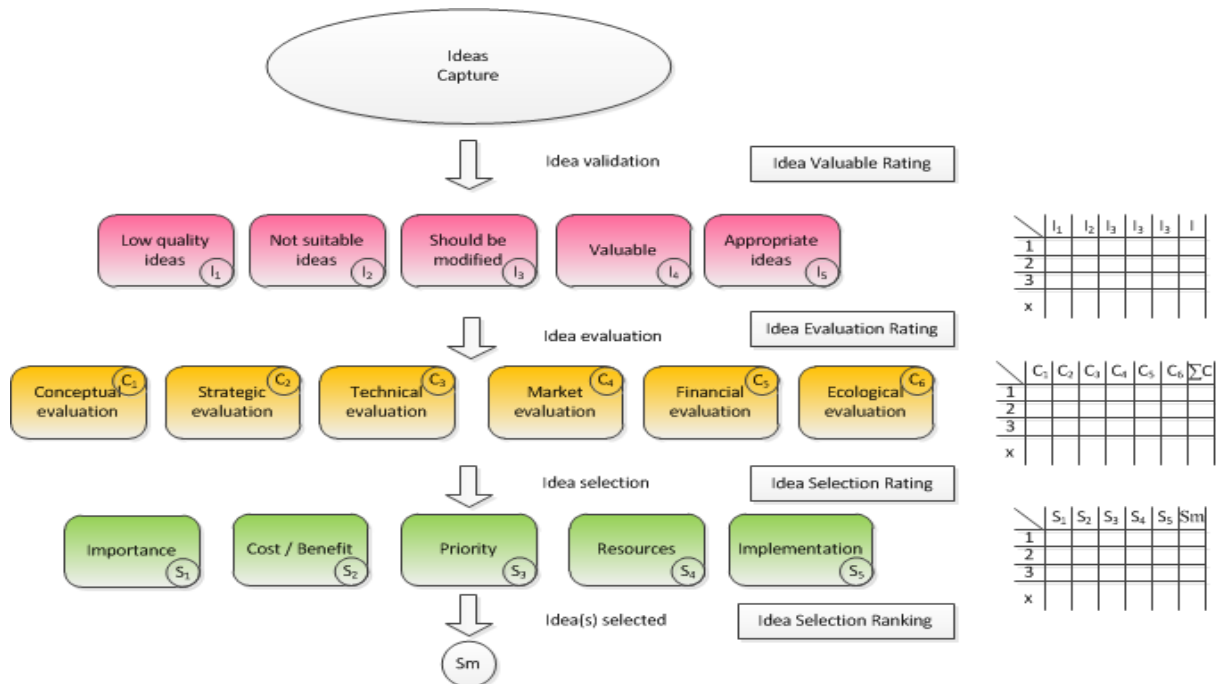 Ideas
Capture
Idea validation
Idea Valuable Rating
Low quality
ideas
I₁
Not suitable
ideas
I₂
Should be
modified
I₃
Valuable
I₄
Appropriate
ideas
I₅
I₁ I₂ I₃ I₃ I₃ I
1
2
3
x
Idea evaluation
Idea Evaluation Rating
Conceptual
evaluation
C₁
Strategic
evaluation
C₂
Technical
evaluation
C₃
Market
evaluation
C₄
Financial
evaluation
C₅
Ecological
evaluation
C₆
C₁ C₂ C₃ C₄ C₅ C₆ ∑C
1
2
3
x
Idea selection
Idea Selection Rating
Importance
S₁
Cost / Benefit
S₂
Priority
S₃
Resources
S₄
Implementation
S₅
S₁ S₂ S₃ S₄ S₅ Sm
1
2
3
x
Idea(s) selected
Idea Selection Ranking
Sm